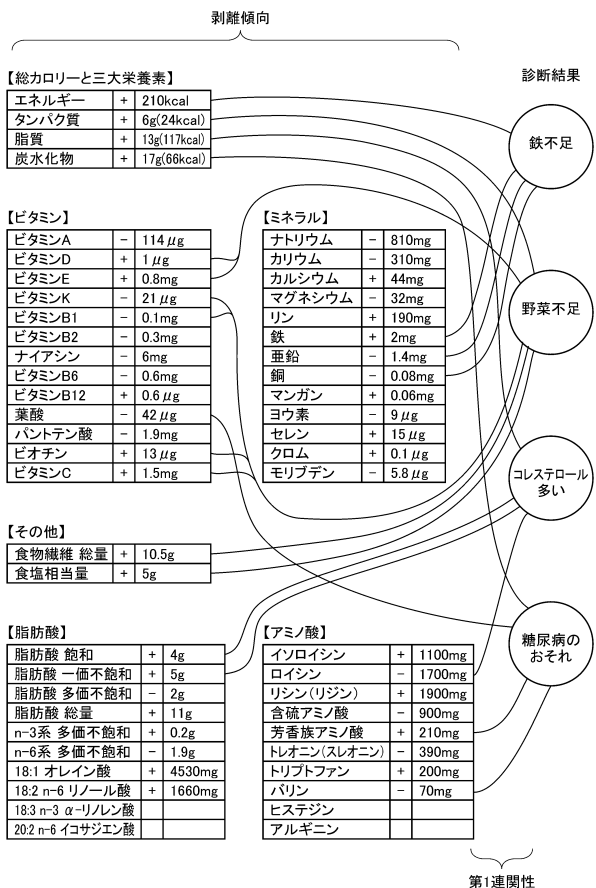 剥離傾向
【総カロリーと三大栄養素】
エネルギー + 210kcal
タンパク質 + 6g(24kcal)
脂質 + 13g(117kcal)
炭水化物 + 17g(66kcal)
【ビタミン】
ビタミンA − 114μg
ビタミンD + 1μg
ビタミンE + 0.8mg
ビタミンK − 21μg
ビタミンB1 − 0.1mg
ビタミンB2 − 0.3mg
ナイアシン − 6mg
ビタミンB6 − 0.6mg
ビタミンB12 + 0.6μg
葉酸 − 42μg
パントテン酸 − 1.9mg
ビオチン + 13μg
ビタミンC + 1.5mg
【ミネラル】
ナトリウム − 810mg
カリウム − 310mg
カルシウム + 44mg
マグネシウム − 32mg
リン + 190mg
鉄 + 2mg
亜鉛 − 1.4mg
銅 − 0.08mg
マンガン + 0.06mg
ヨウ素 − 9μg
セレン + 15μg
クロム + 0.1μg
モリブデン − 5.8μg
【その他】
食物繊維 総量 + 10.5g
食塩相当量 + 5g
【脂肪酸】
脂肪酸 飽和 + 4g
脂肪酸 一価不飽和 + 5g
脂肪酸 多価不飽和 − 2g
脂肪酸 総量 + 11g
n-3系 多価不飽和 + 0.2g
n-6系 多価不飽和 − 1.9g
18:1 オレイン酸 + 4530mg
18:2 n-6 リノール酸 + 1660mg
18:3 n-3 α-リノレン酸
20:2 n-6 イコサジエン酸
【アミノ酸】
イソロイシン + 1100mg
ロイシン − 1700mg
リシン(リジン) + 1900mg
含硫アミノ酸 − 900mg
芳香族アミノ酸 + 210mg
トレオニン(スレオニン) − 390mg
トリプトファン + 200mg
バリン − 70mg
ヒステジン
アルギニン
診断結果
鉄不足
野菜不足
コレステロール
多い
糖尿病の
おそれ
第1連関性